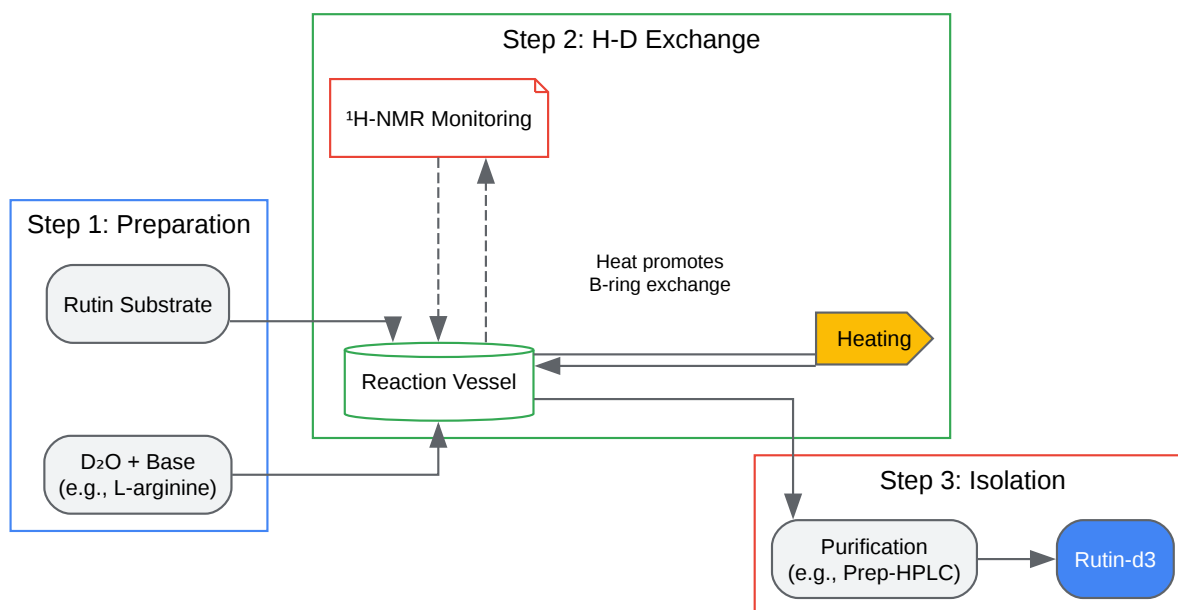 Step 1: Preparation
Rutin Substrate
D₂O + Base
(e.g., L-arginine)
Step 2: H-D Exchange
¹H-NMR Monitoring
Heat promotes
B-ring exchange
Heating
Reaction Vessel
Step 3: Isolation
Purification
(e.g., Prep-HPLC)
Rutin-d3